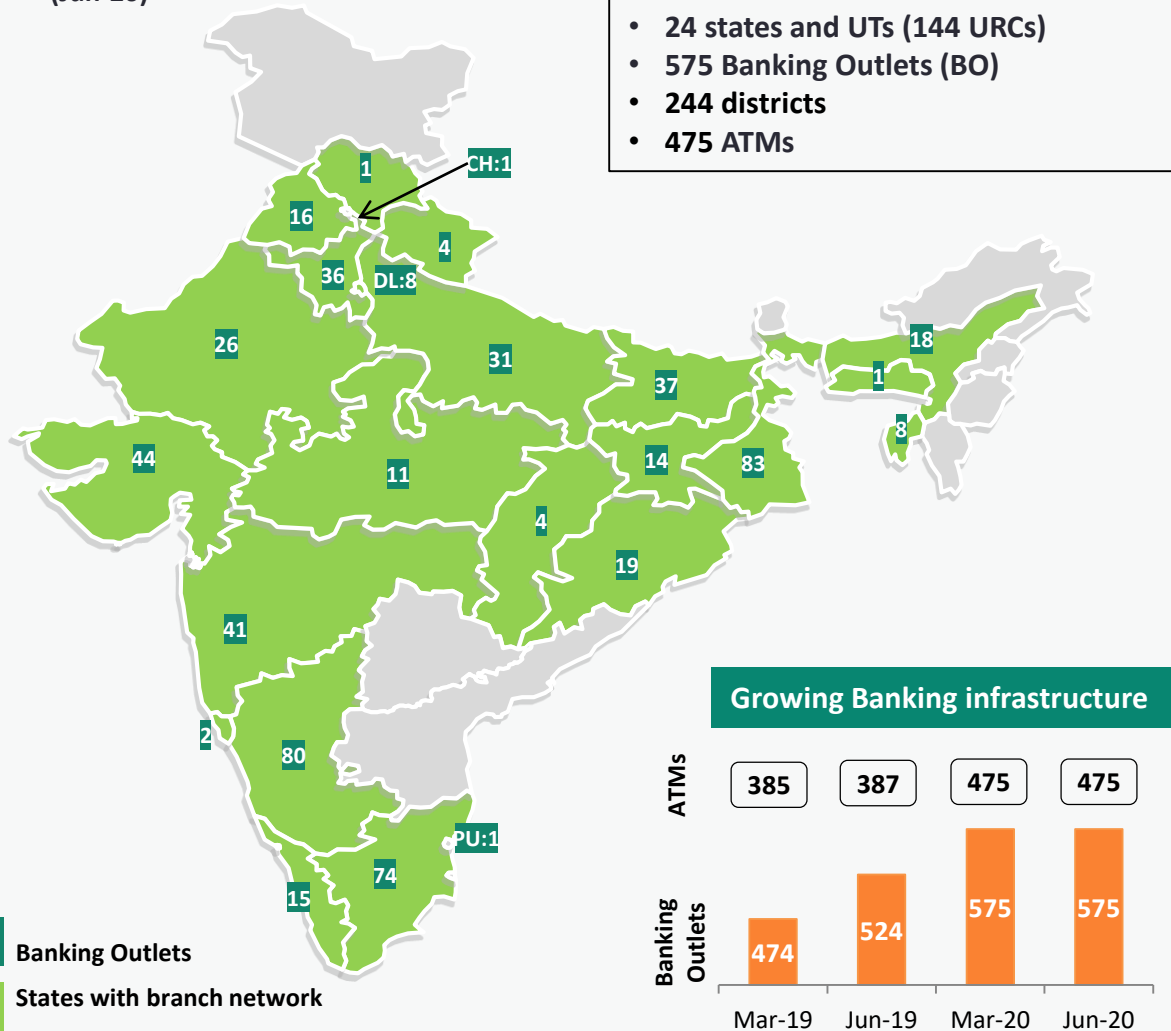 • 24 states and UTs (144 URCs)
• 575 Banking Outlets (BO)
• 244 districts
• 475 ATMs
1
CH:1
16
4
36
DL:8
26
31
18
37
1
8
44
11
14
83
4
19
41
2
80
PU:1
74
15
Banking Outlets
States with branch network
Growing Banking infrastructure
ATMs
385 387 475 475
Banking
Outlets
474 524 575 575
Mar-19 Jun-19 Mar-20 Jun-20